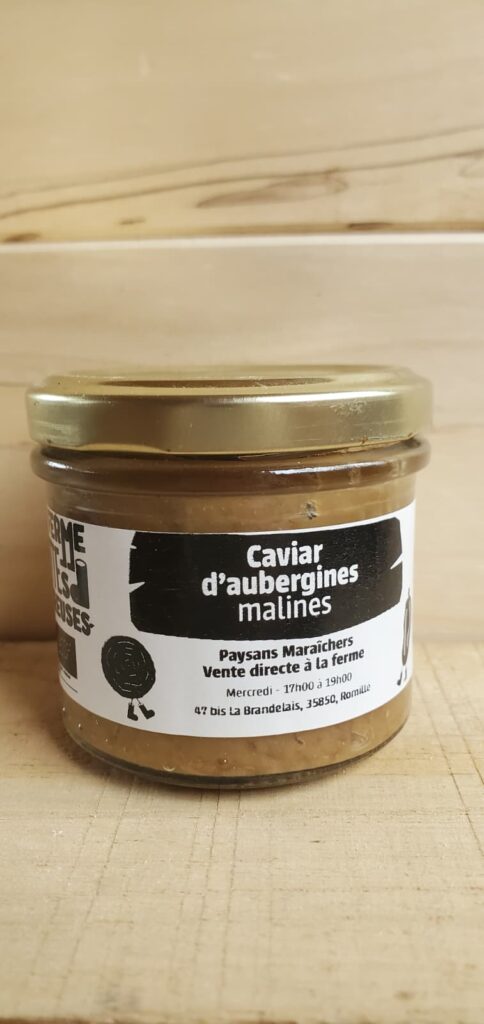 Caviar
d'aubergines
malines
Paysans Maraîchers
Vente directe à la ferme
Mercredi - 17h00 à 19h00
47 bis La Brandelais, 35850, Romillé